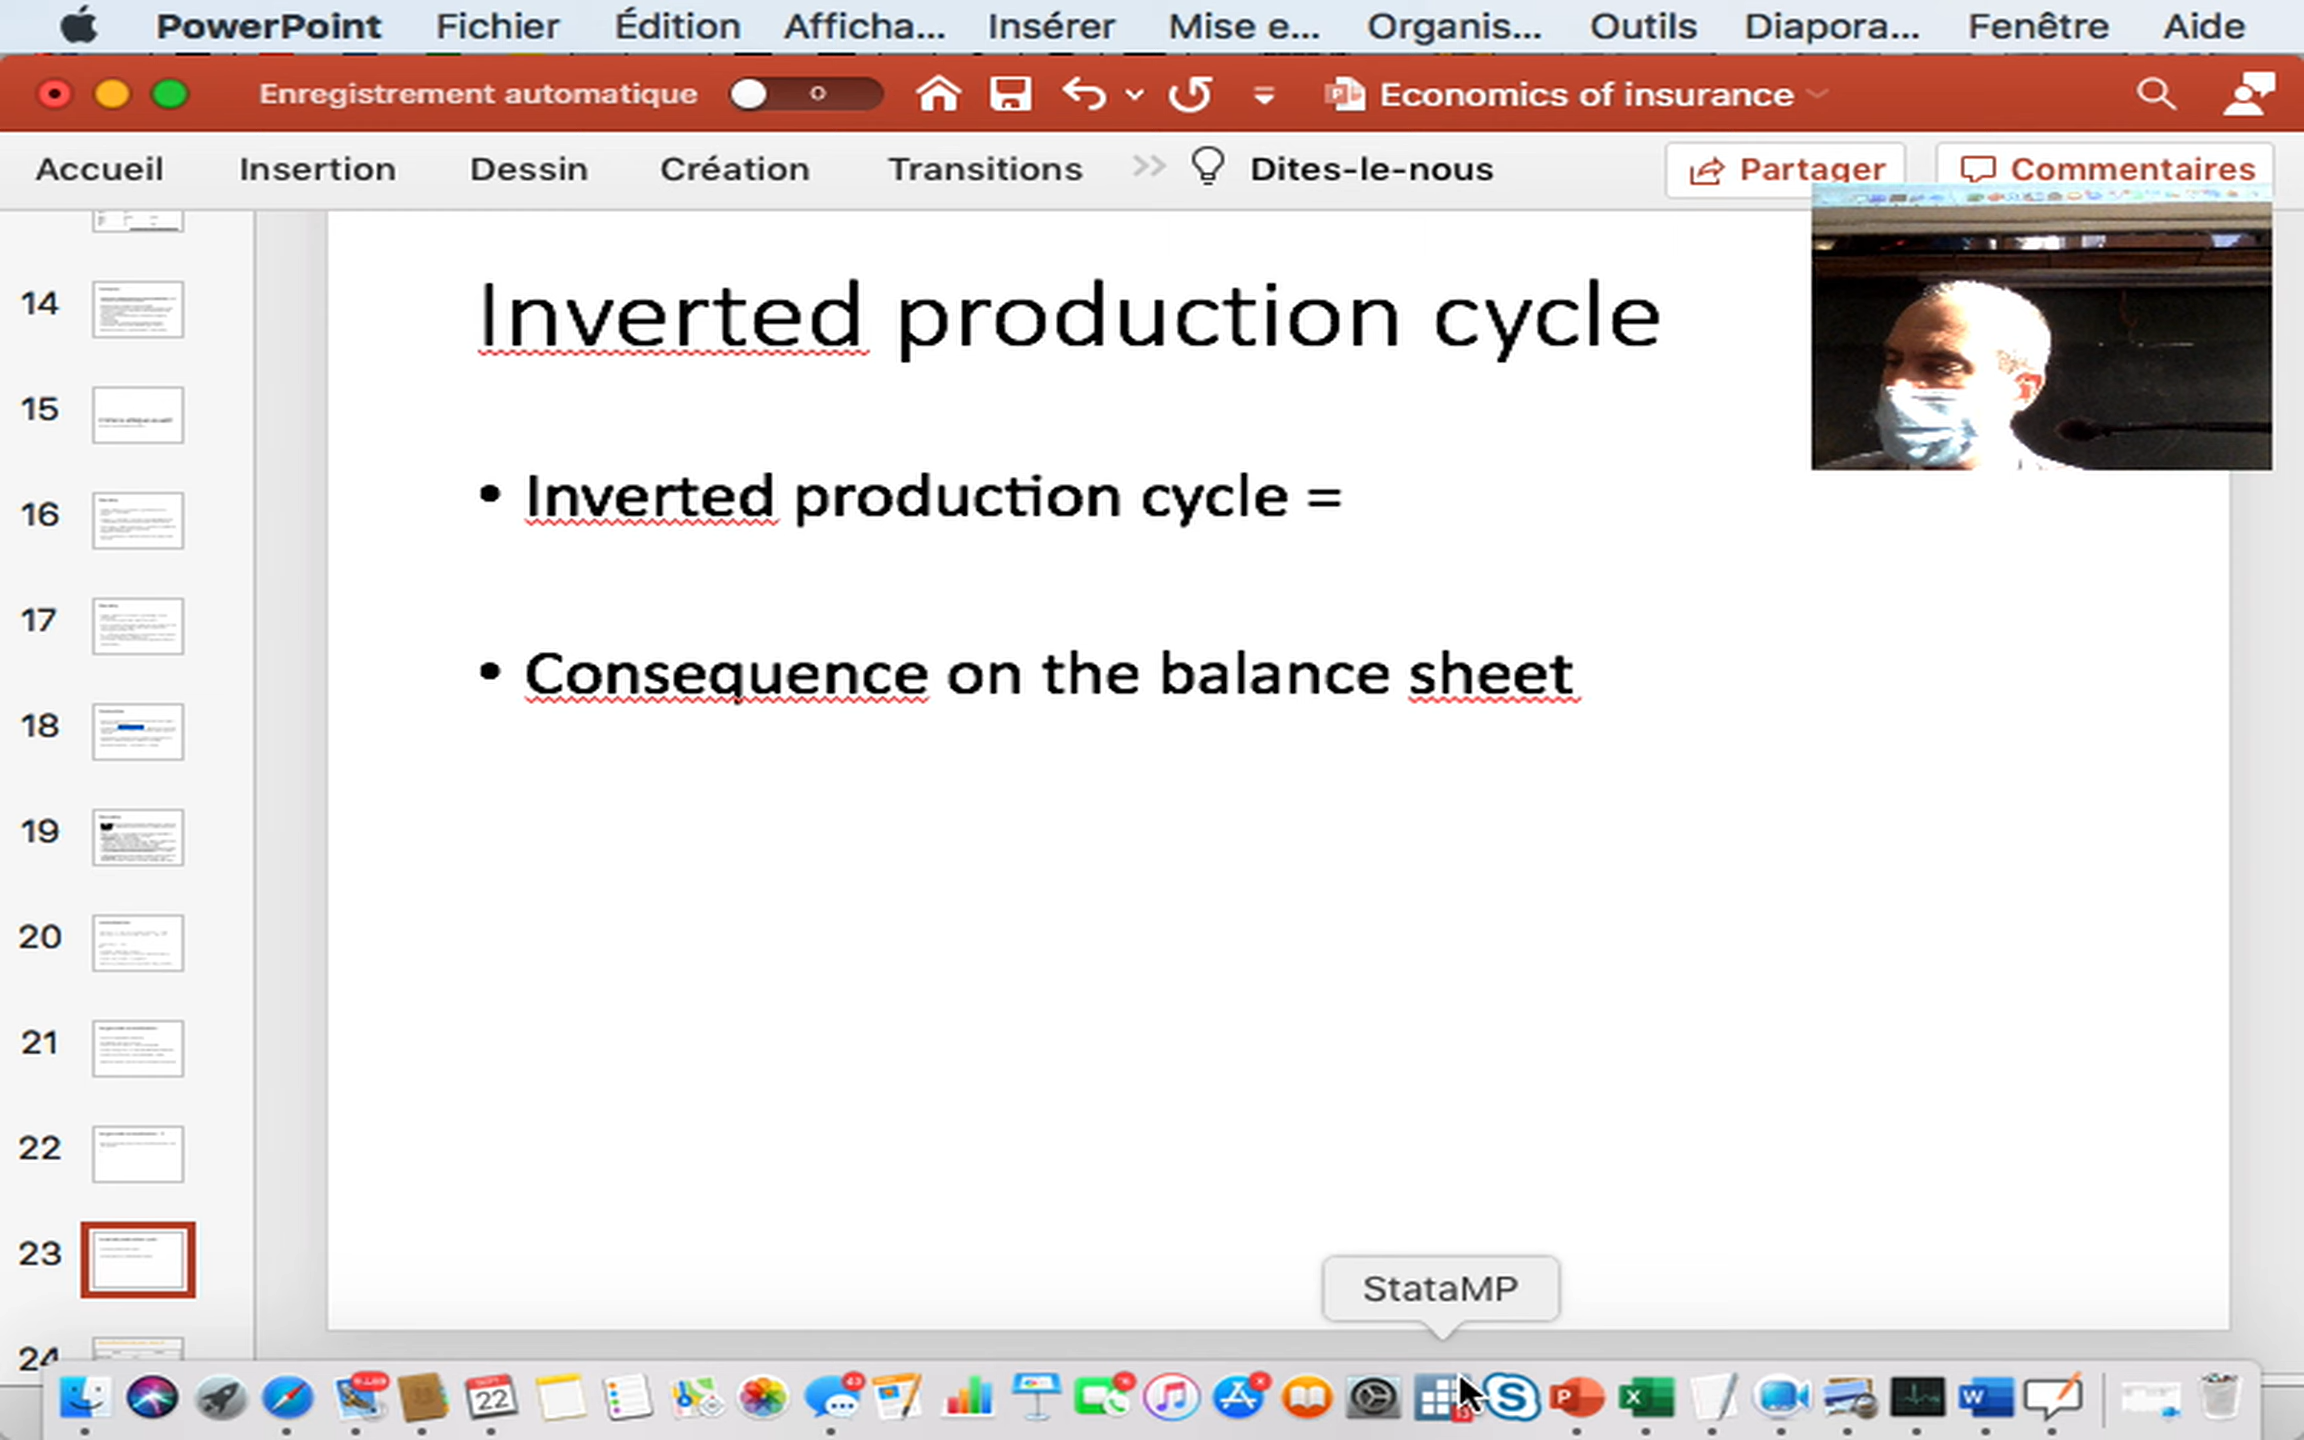 PowerPoint Fichier Édition Afficha... Insérer Mise e... Organis... Outils Diapora... Fenêtre Aide
Enregistrement automatique Economics of insurance
Accueil Insertion Dessin Création Transitions >> Dites-le-nous Partager Commentaires
Inverted production cycle
• Inverted production cycle =
• Consequence on the balance sheet
14
15
16
17
18
19
20
21
22
23
24
StataMP
22